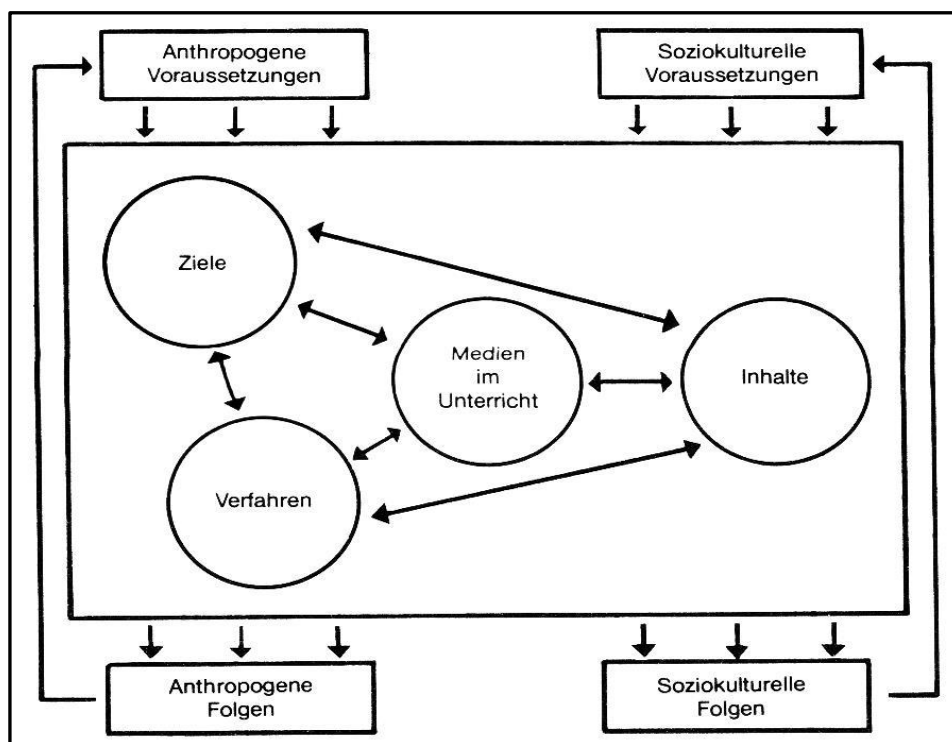 Anthropogene
Voraussetzungen
Soziokulturelle
Voraussetzungen
Ziele
Medien
im
Unterricht
Inhalte
Verfahren
Anthropogene
Folgen
Soziokulturelle
Folgen